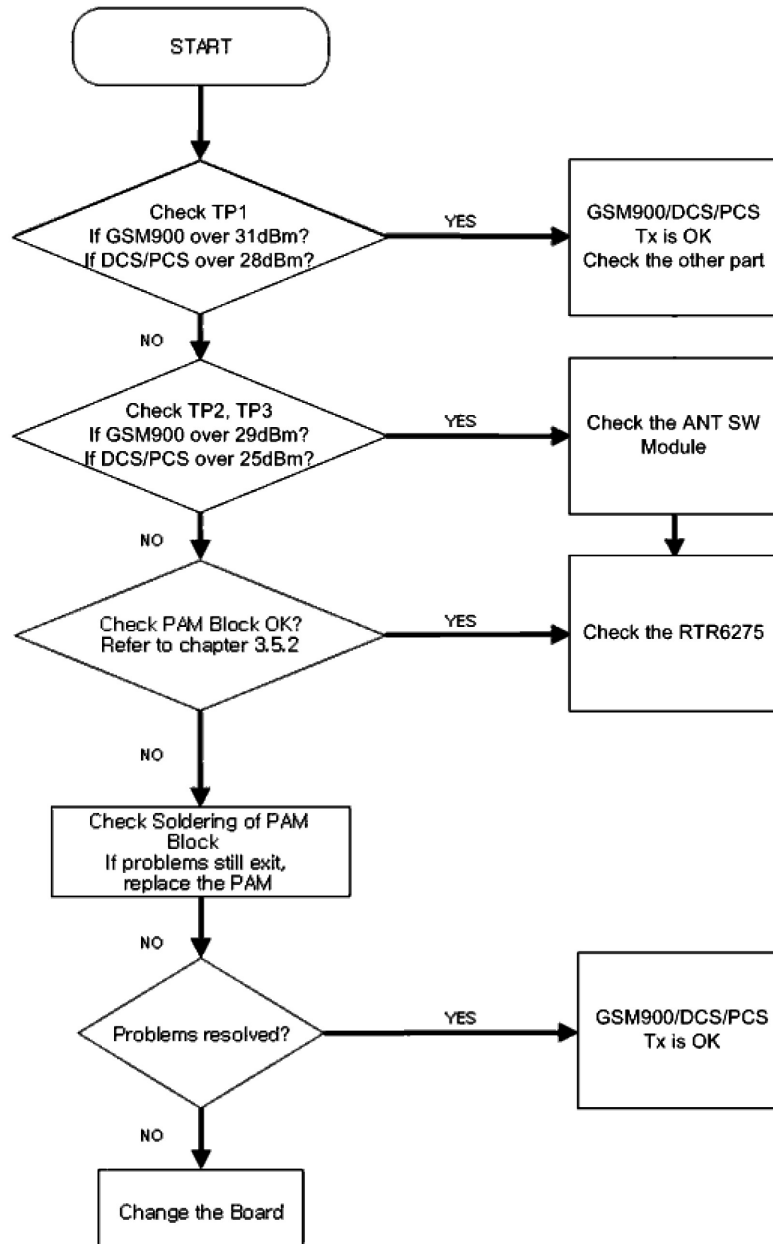 START
Check TP1
If GSM900 over 31dBm?
If DCS/PCS over 28dBm?
YES
GSM900/DCS/PCS
Tx is OK
Check the other part
NO
Check TP2, TP3
If GSM900 over 29dBm?
If DCS/PCS over 25dBm?
YES
Check the ANT SW
Module
NO
Check PAM Block OK?
Refer to chapter 3.5.2
YES
Check the RTR6275
NO
Check Soldering of PAM
Block
If problems still exit,
replace the PAM
NO
Problems resolved?
YES
GSM900/DCS/PCS
Tx is OK
NO
Change the Board